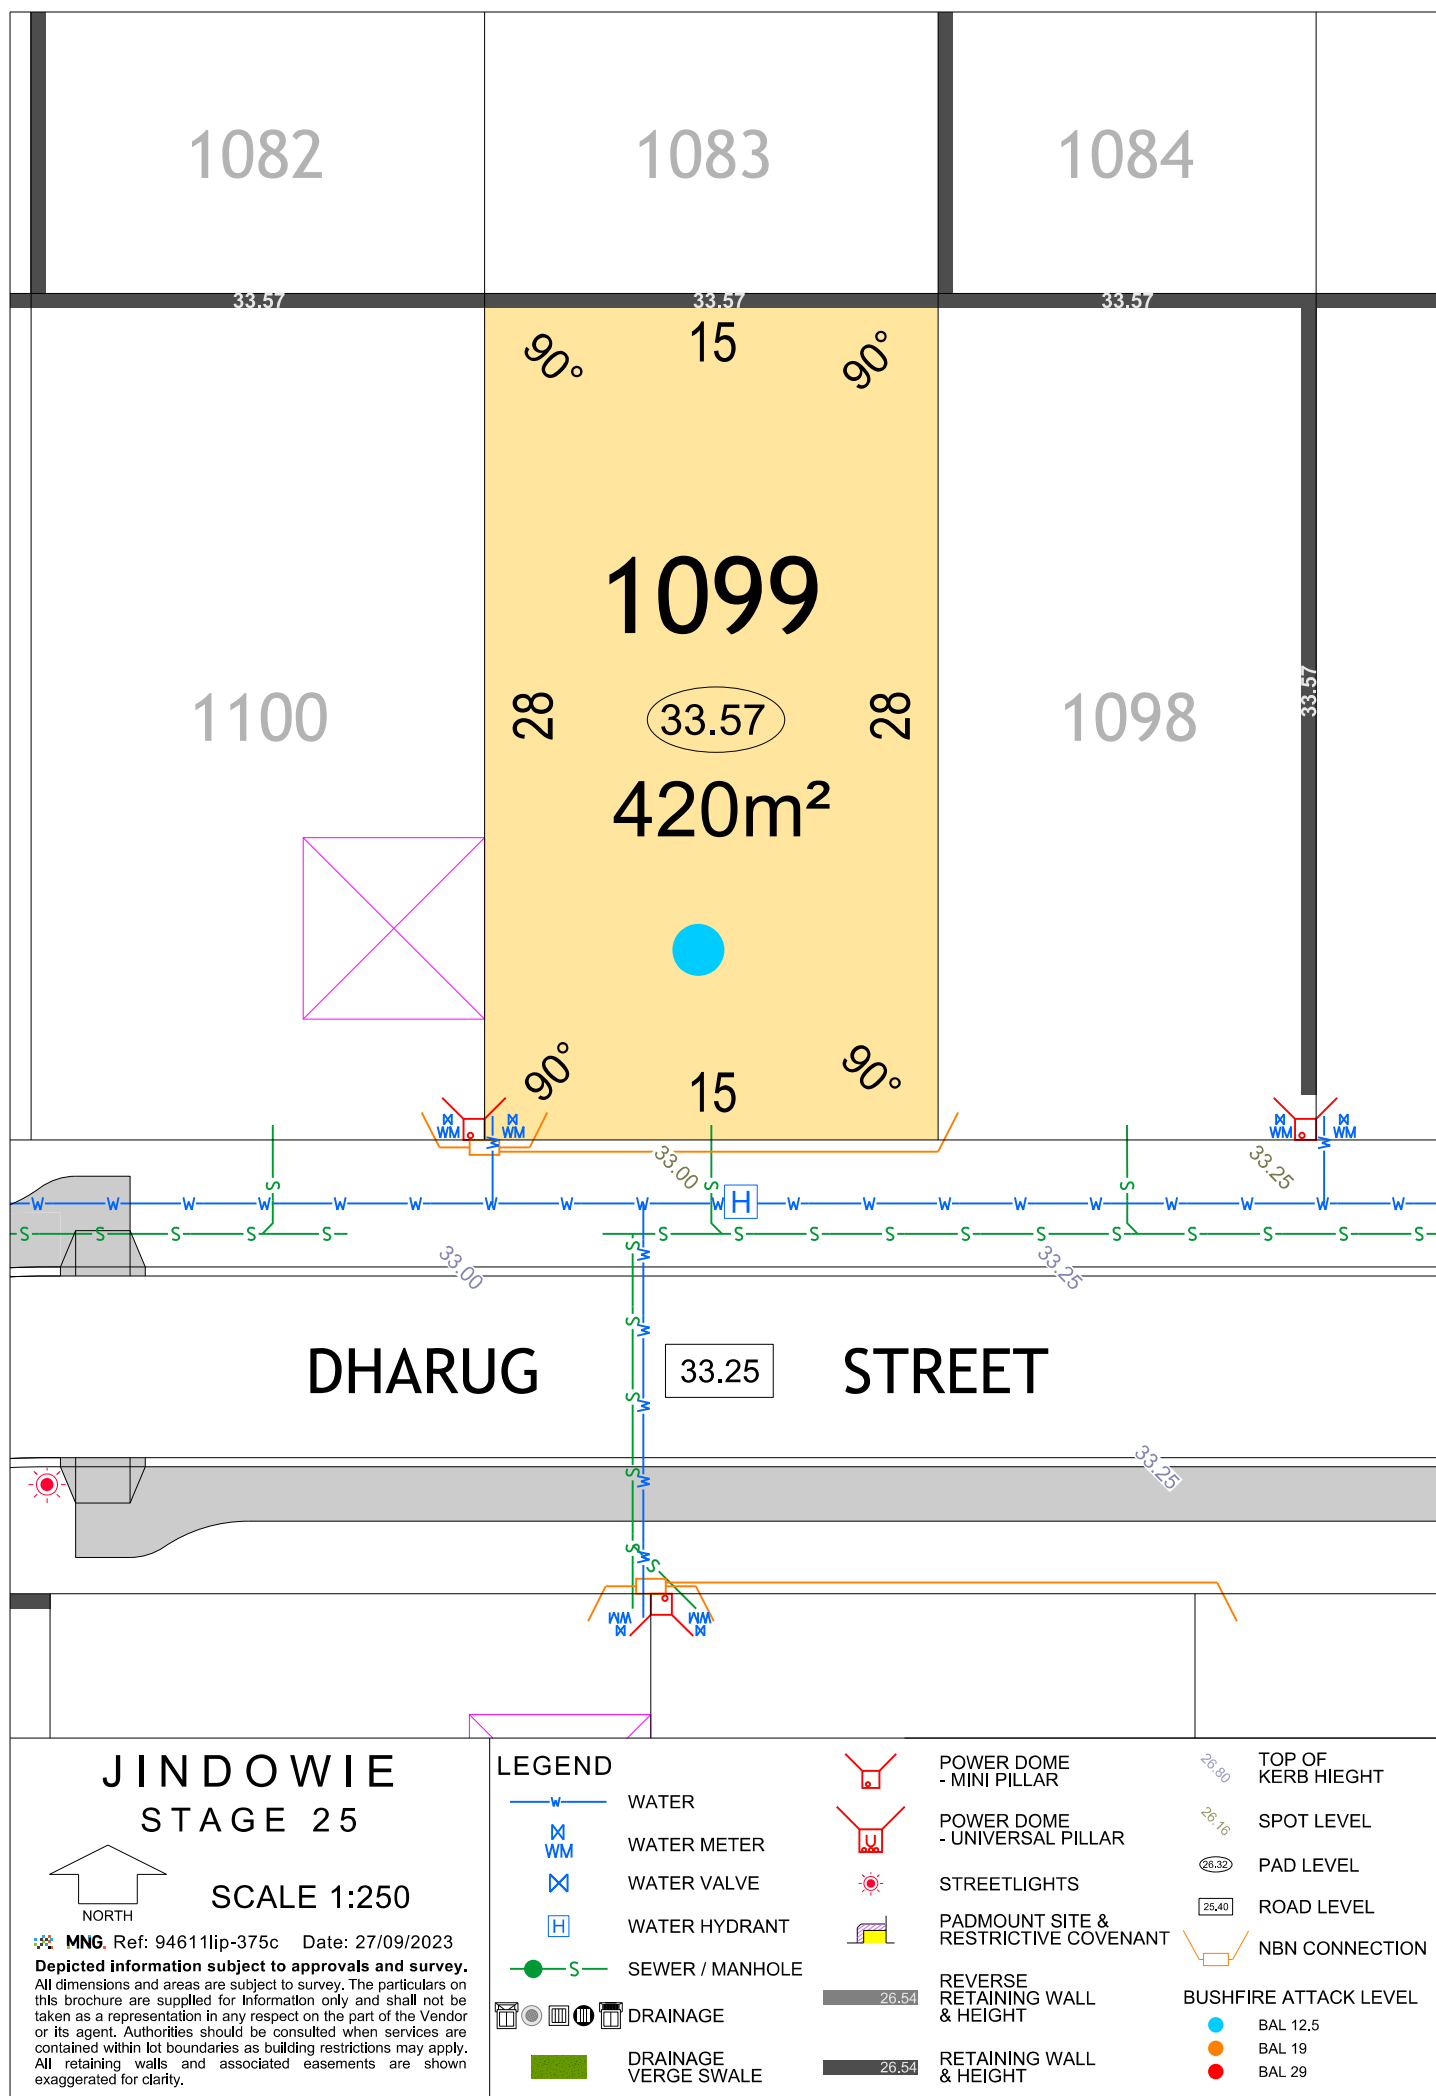 1082
1083
1084
33.57
33.57
33.57
90°
15
90°
1099
1100
28
33.57
28
1098
33.57
420m²
90°
15
90°
WM
WM
WM
WM
W
W
33.00
33.25
S
S
S
W W W W W W W W W W H W W W W W W W W W
S S S S S S S S S S S S S S S S
33.00
33.25
S
W
S
W
DHARUG
33.25
STREET
S
W
S
W
33.25
S
W
S
WM
WM
JINDOWIE
STAGE 25
NORTH
SCALE 1:250
MNG. Ref: 94611lip-375c Date: 27/09/2023
Depicted information subject to approvals and survey.
All dimensions and areas are subject to survey. The particulars on
this brochure are supplied for information only and shall not be
taken as a representation in any respect on the part of the Vendor
or its agent. Authorities should be consulted when services are
contained within lot boundaries as building restrictions may apply.
All retaining walls and associated easements are shown
exaggerated for clarity.
LEGEND
W WATER
WM WATER METER
WATER VALVE
H WATER HYDRANT
S SEWER / MANHOLE
DRAINAGE
DRAINAGE
VERGE SWALE
POWER DOME
- MINI PILLAR
U POWER DOME
- UNIVERSAL PILLAR
STREETLIGHTS
PADMOUNT SITE &
RESTRICTIVE COVENANT
REVERSE
26.54 RETAINING WALL
& HEIGHT
26.54 RETAINING WALL
& HEIGHT
26.80 TOP OF
KERB HIEGHT
26.16 SPOT LEVEL
26.32 PAD LEVEL
25.40 ROAD LEVEL
NBN CONNECTION
BUSHFIRE ATTACK LEVEL
BAL 12.5
BAL 19
BAL 29